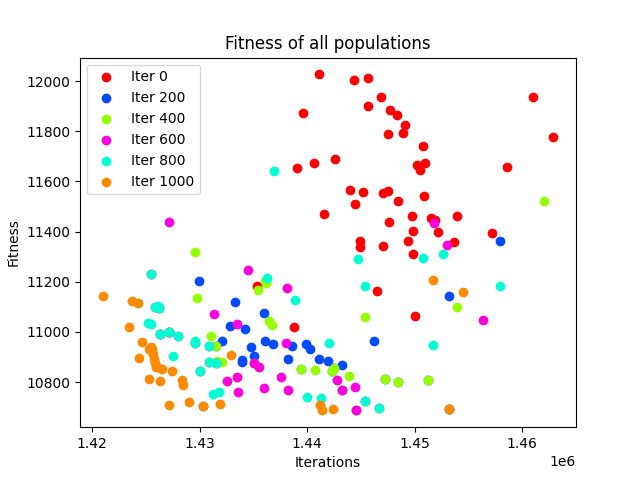 Fitness of all populations
12000
11800
11600
11400
11200
11000
10800
Fitness
Iter 0
Iter 200
Iter 400
Iter 600
Iter 800
Iter 1000
1.42
1.43
1.44
1.45
1.46
1e6
Iterations